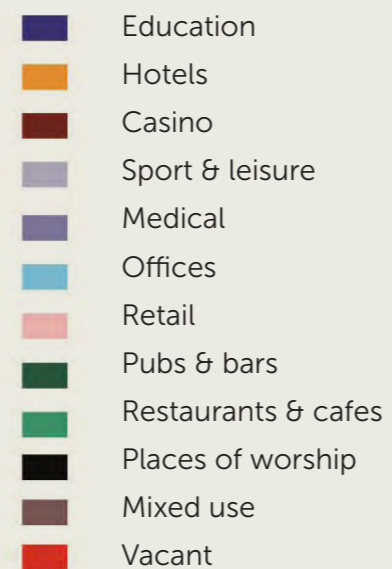 Education
Hotels
Casino
Sport & leisure
Medical
Offices
Retail
Pubs & bars
Restaurants & cafes
Places of worship
Mixed use
Vacant